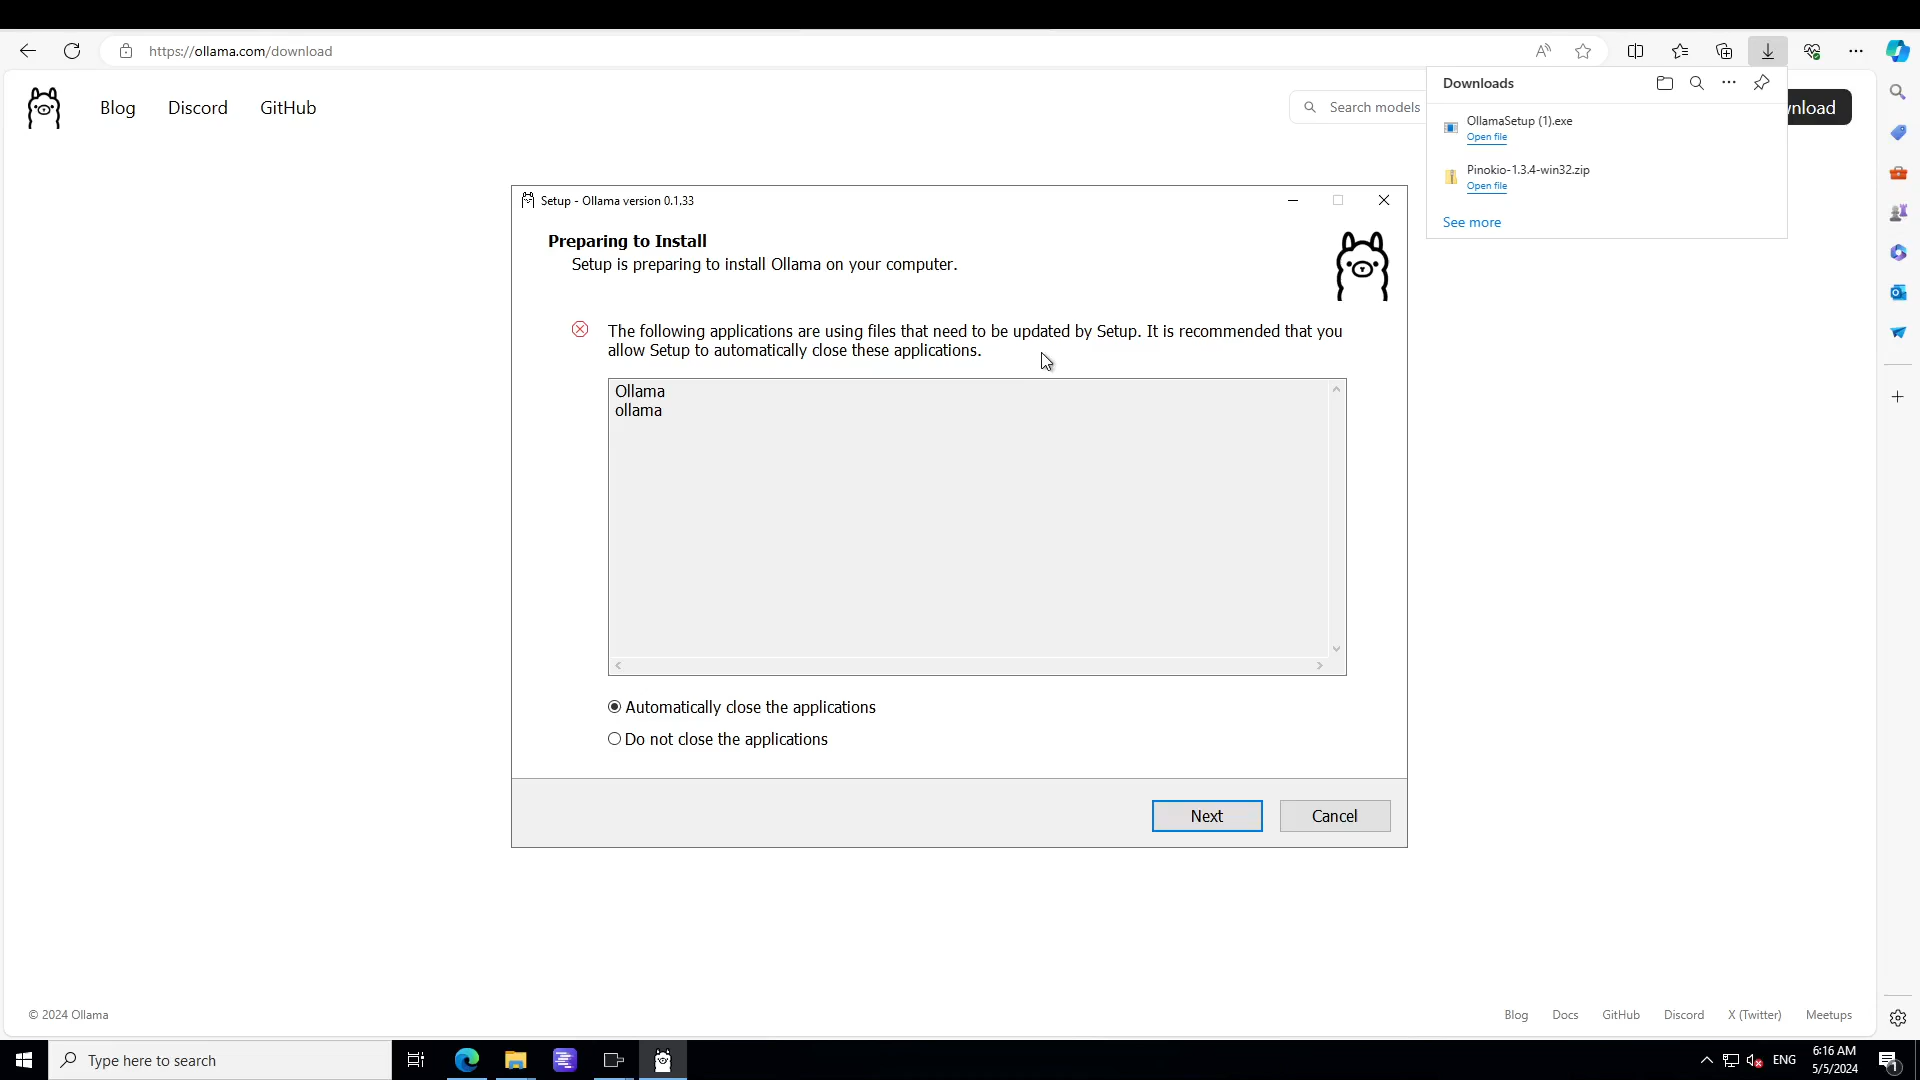 https://ollama.com/download
Blog
Discord
GitHub
Search models
nload
Downloads
OllamaSetup (1).exe
Open file
Pinokio-1.3.4-win32.zip
Open file
See more
Setup - Ollama version 0.1.33
Preparing to Install
Setup is preparing to install Ollama on your computer.
The following applications are using files that need to be updated by Setup. It is recommended that you
allow Setup to automatically close these applications.
Ollama
ollama
Automatically close the applications
Do not close the applications
Next
Cancel
© 2024 Ollama
Blog
Docs
GitHub
Discord
X (Twitter)
Meetups
Type here to search
ENG
6:16 AM
5/5/2024
1